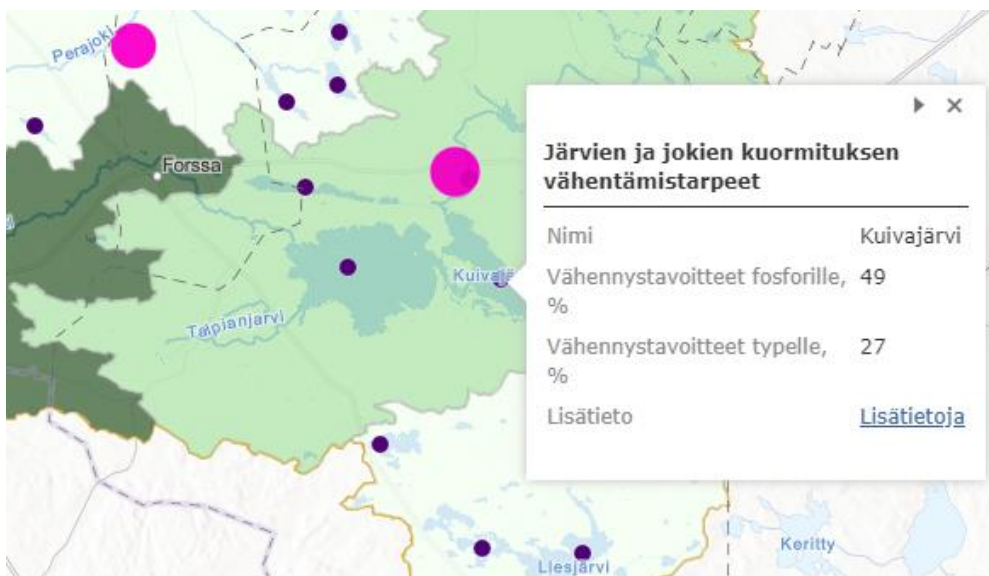 Perajoki
Forssa
Kuivajä
Talpianjarvi
Liesjärvi
Keritty
Järvien ja jokien kuormituksen
vähentämistarpeet
Nimi Kuivajärvi
Vähennystavoitteet fosforille, 49
%
Vähennystavoitteet typelle, 27
%
Lisätieto Lisätietoja